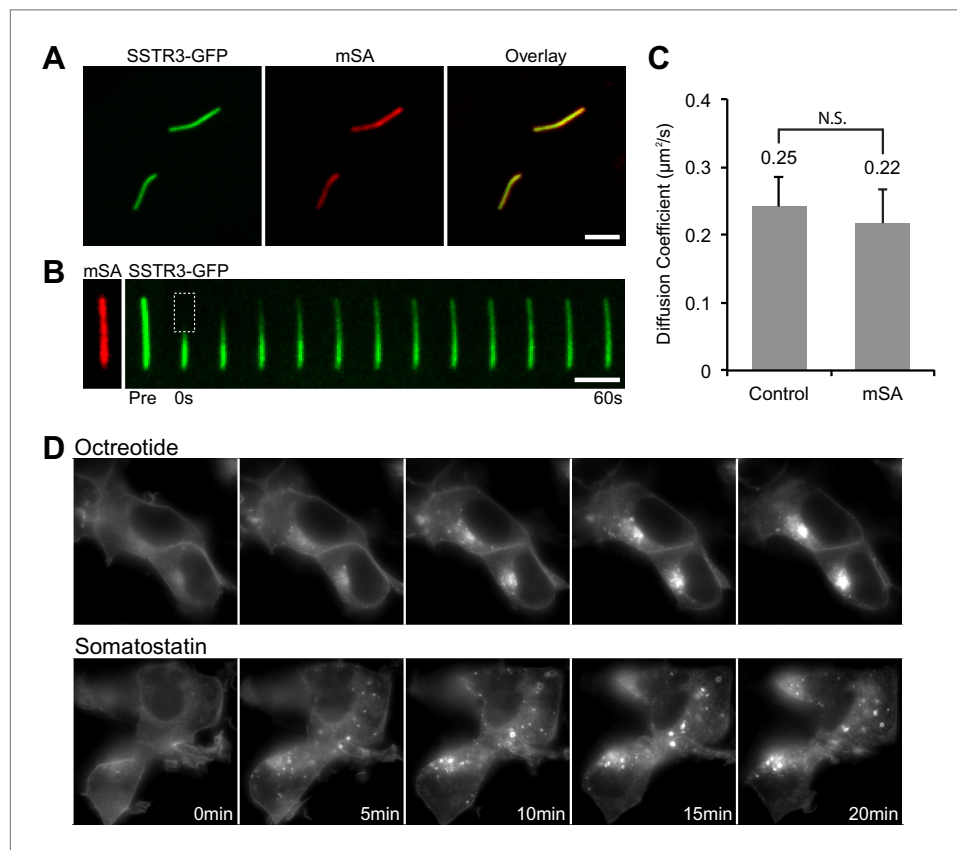 A
SSTR3-GFP
mSA
Overlay
B
mSA
SSTR3-GFP
Pre
0s
60s
C
Diffusion Coefficient (µm²/s)
0.4
0.3
0.2
0.1
0
N.S.
0.25
0.22
Control
mSA
D
Octreotide
Somatostatin
0min
5min
10min
15min
20min